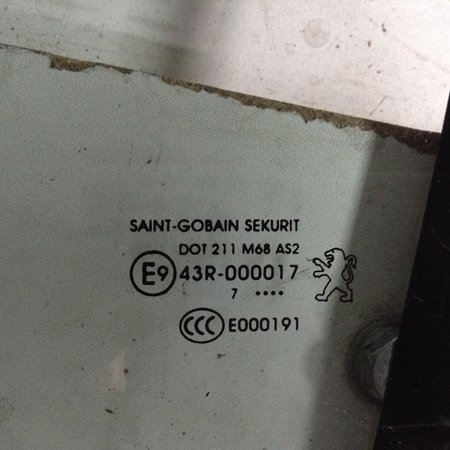 SAINT-GOBAIN SEKURIT
DOT 211 M68 AS2
E9 43R-000017
7 ••••
CCC E000191